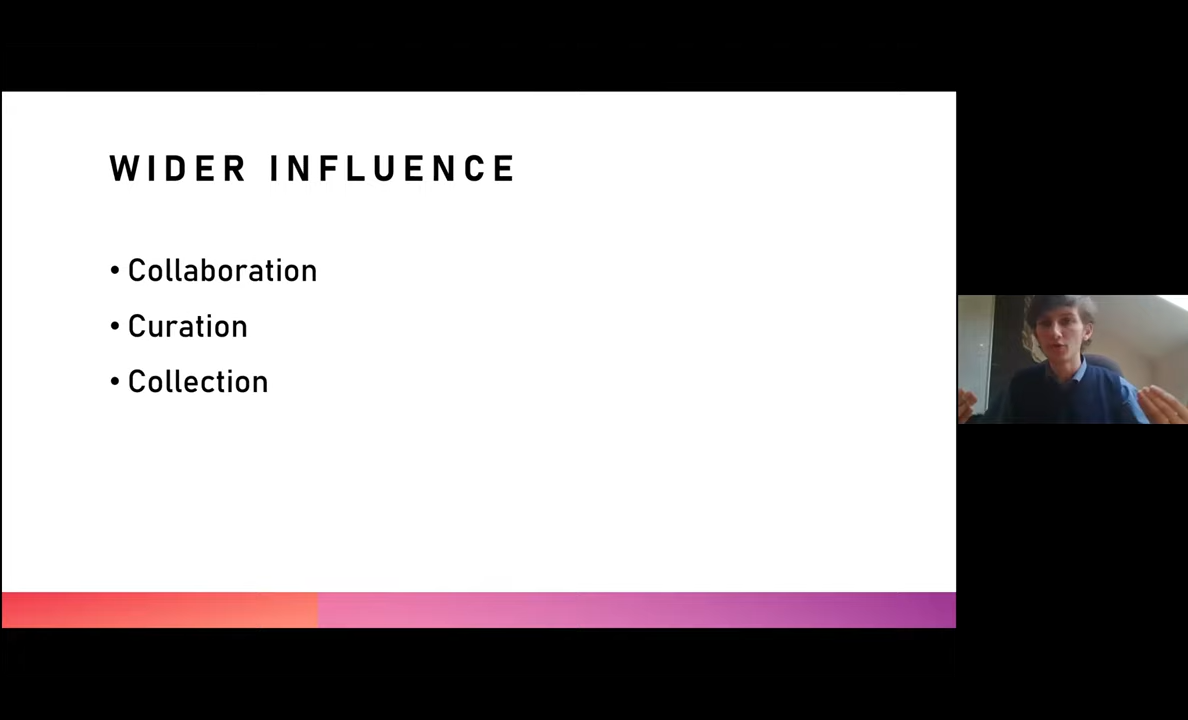 WIDER INFLUENCE
• Collaboration
• Curation
• Collection